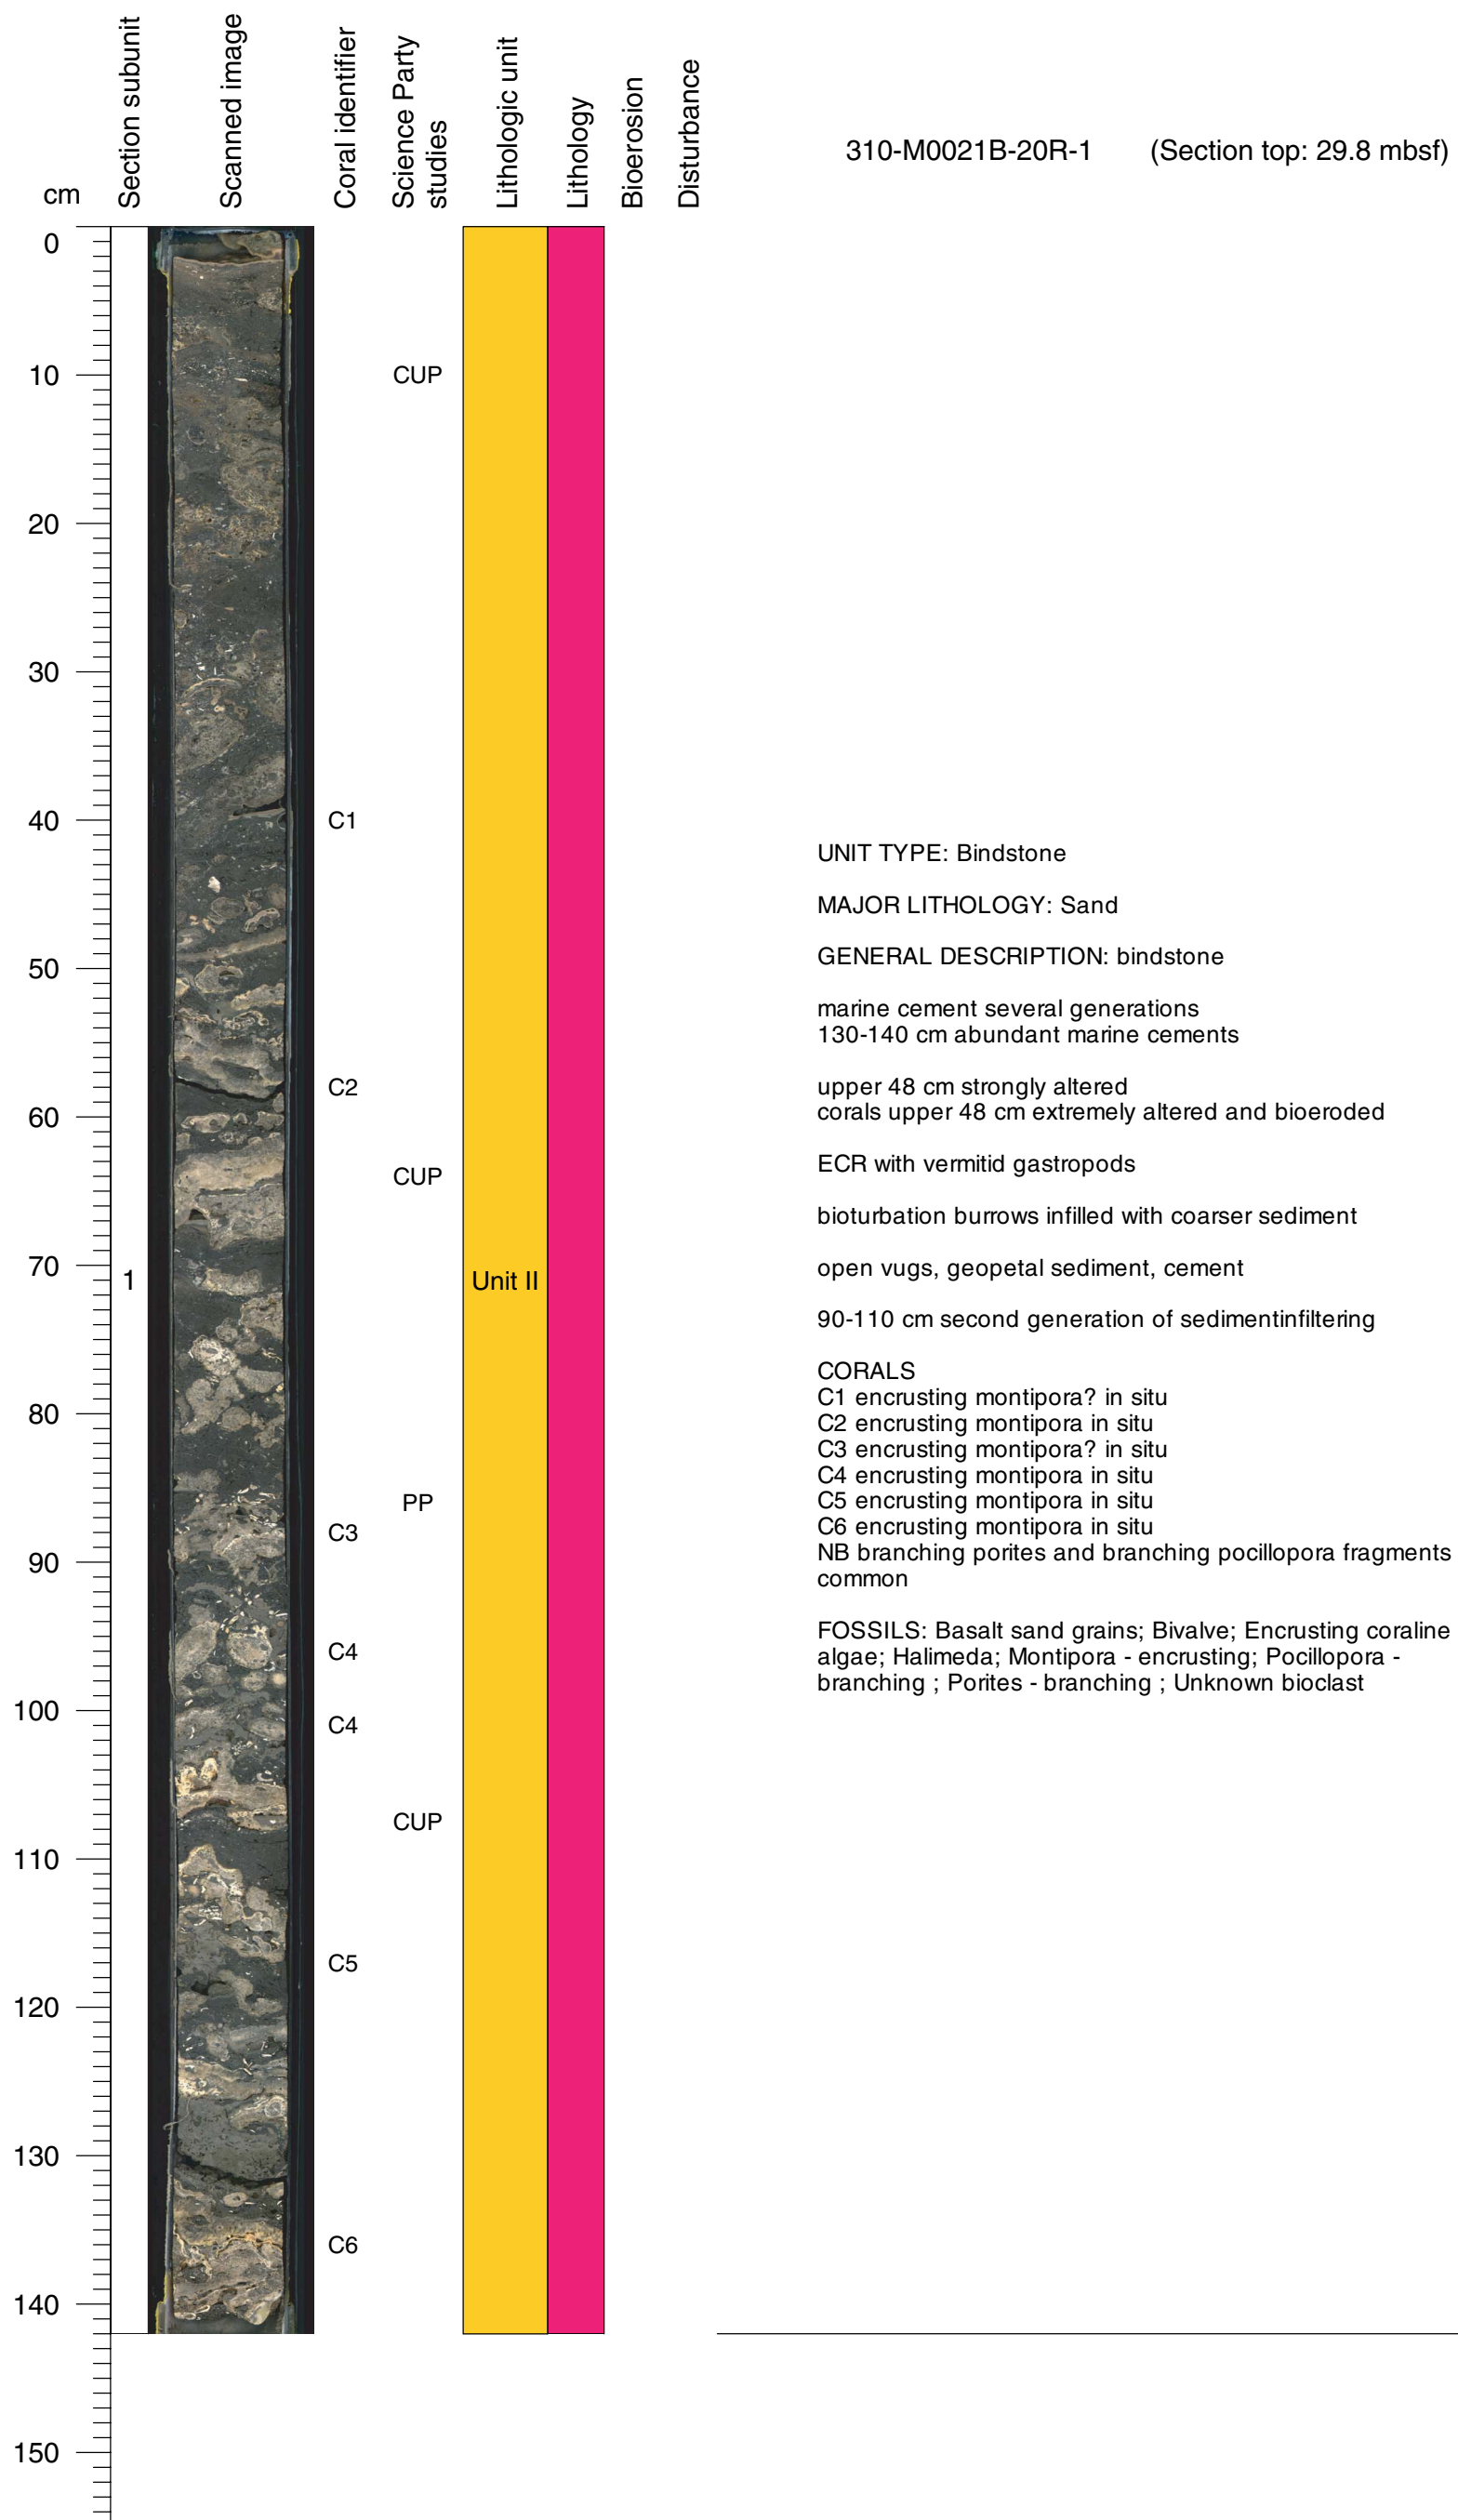 cm
Section subunit
Scanned image
Coral identifier
Science Party
studies
Lithologic unit
Lithology
Bioerosion
Disturbance
310-M0021B-20R-1 (Section top: 29.8 mbsf)
0
10
CUP
20
30
40
C1
50
C2
60
CUP
70
1
Unit II
80
PP
C3
90
C4
100
C4
CUP
110
C5
120
130
C6
140
150
UNIT TYPE: Bindstone
MAJOR LITHOLOGY: Sand
GENERAL DESCRIPTION: bindstone
marine cement several generations
130-140 cm abundant marine cements
upper 48 cm strongly altered
corals upper 48 cm extremely altered and bioeroded
ECR with vermitid gastropods
bioturbation burrows infilled with coarser sediment
open vugs, geopetal sediment, cement
90-110 cm second generation of sedimentinfiltering
CORALS
C1 encrusting montipora? in situ
C2 encrusting montipora in situ
C3 encrusting montipora? in situ
C4 encrusting montipora in situ
C5 encrusting montipora in situ
C6 encrusting montipora in situ
NB branching porites and branching pocillopora fragments
common
FOSSILS: Basalt sand grains; Bivalve; Encrusting coraline
algae; Halimeda; Montipora - encrusting; Pocillopora -
branching ; Porites - branching ; Unknown bioclast